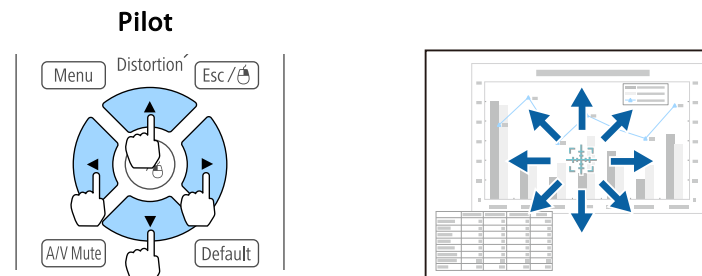 Pilot
Distortion
Menu
Esc/
A/V Mute
Default